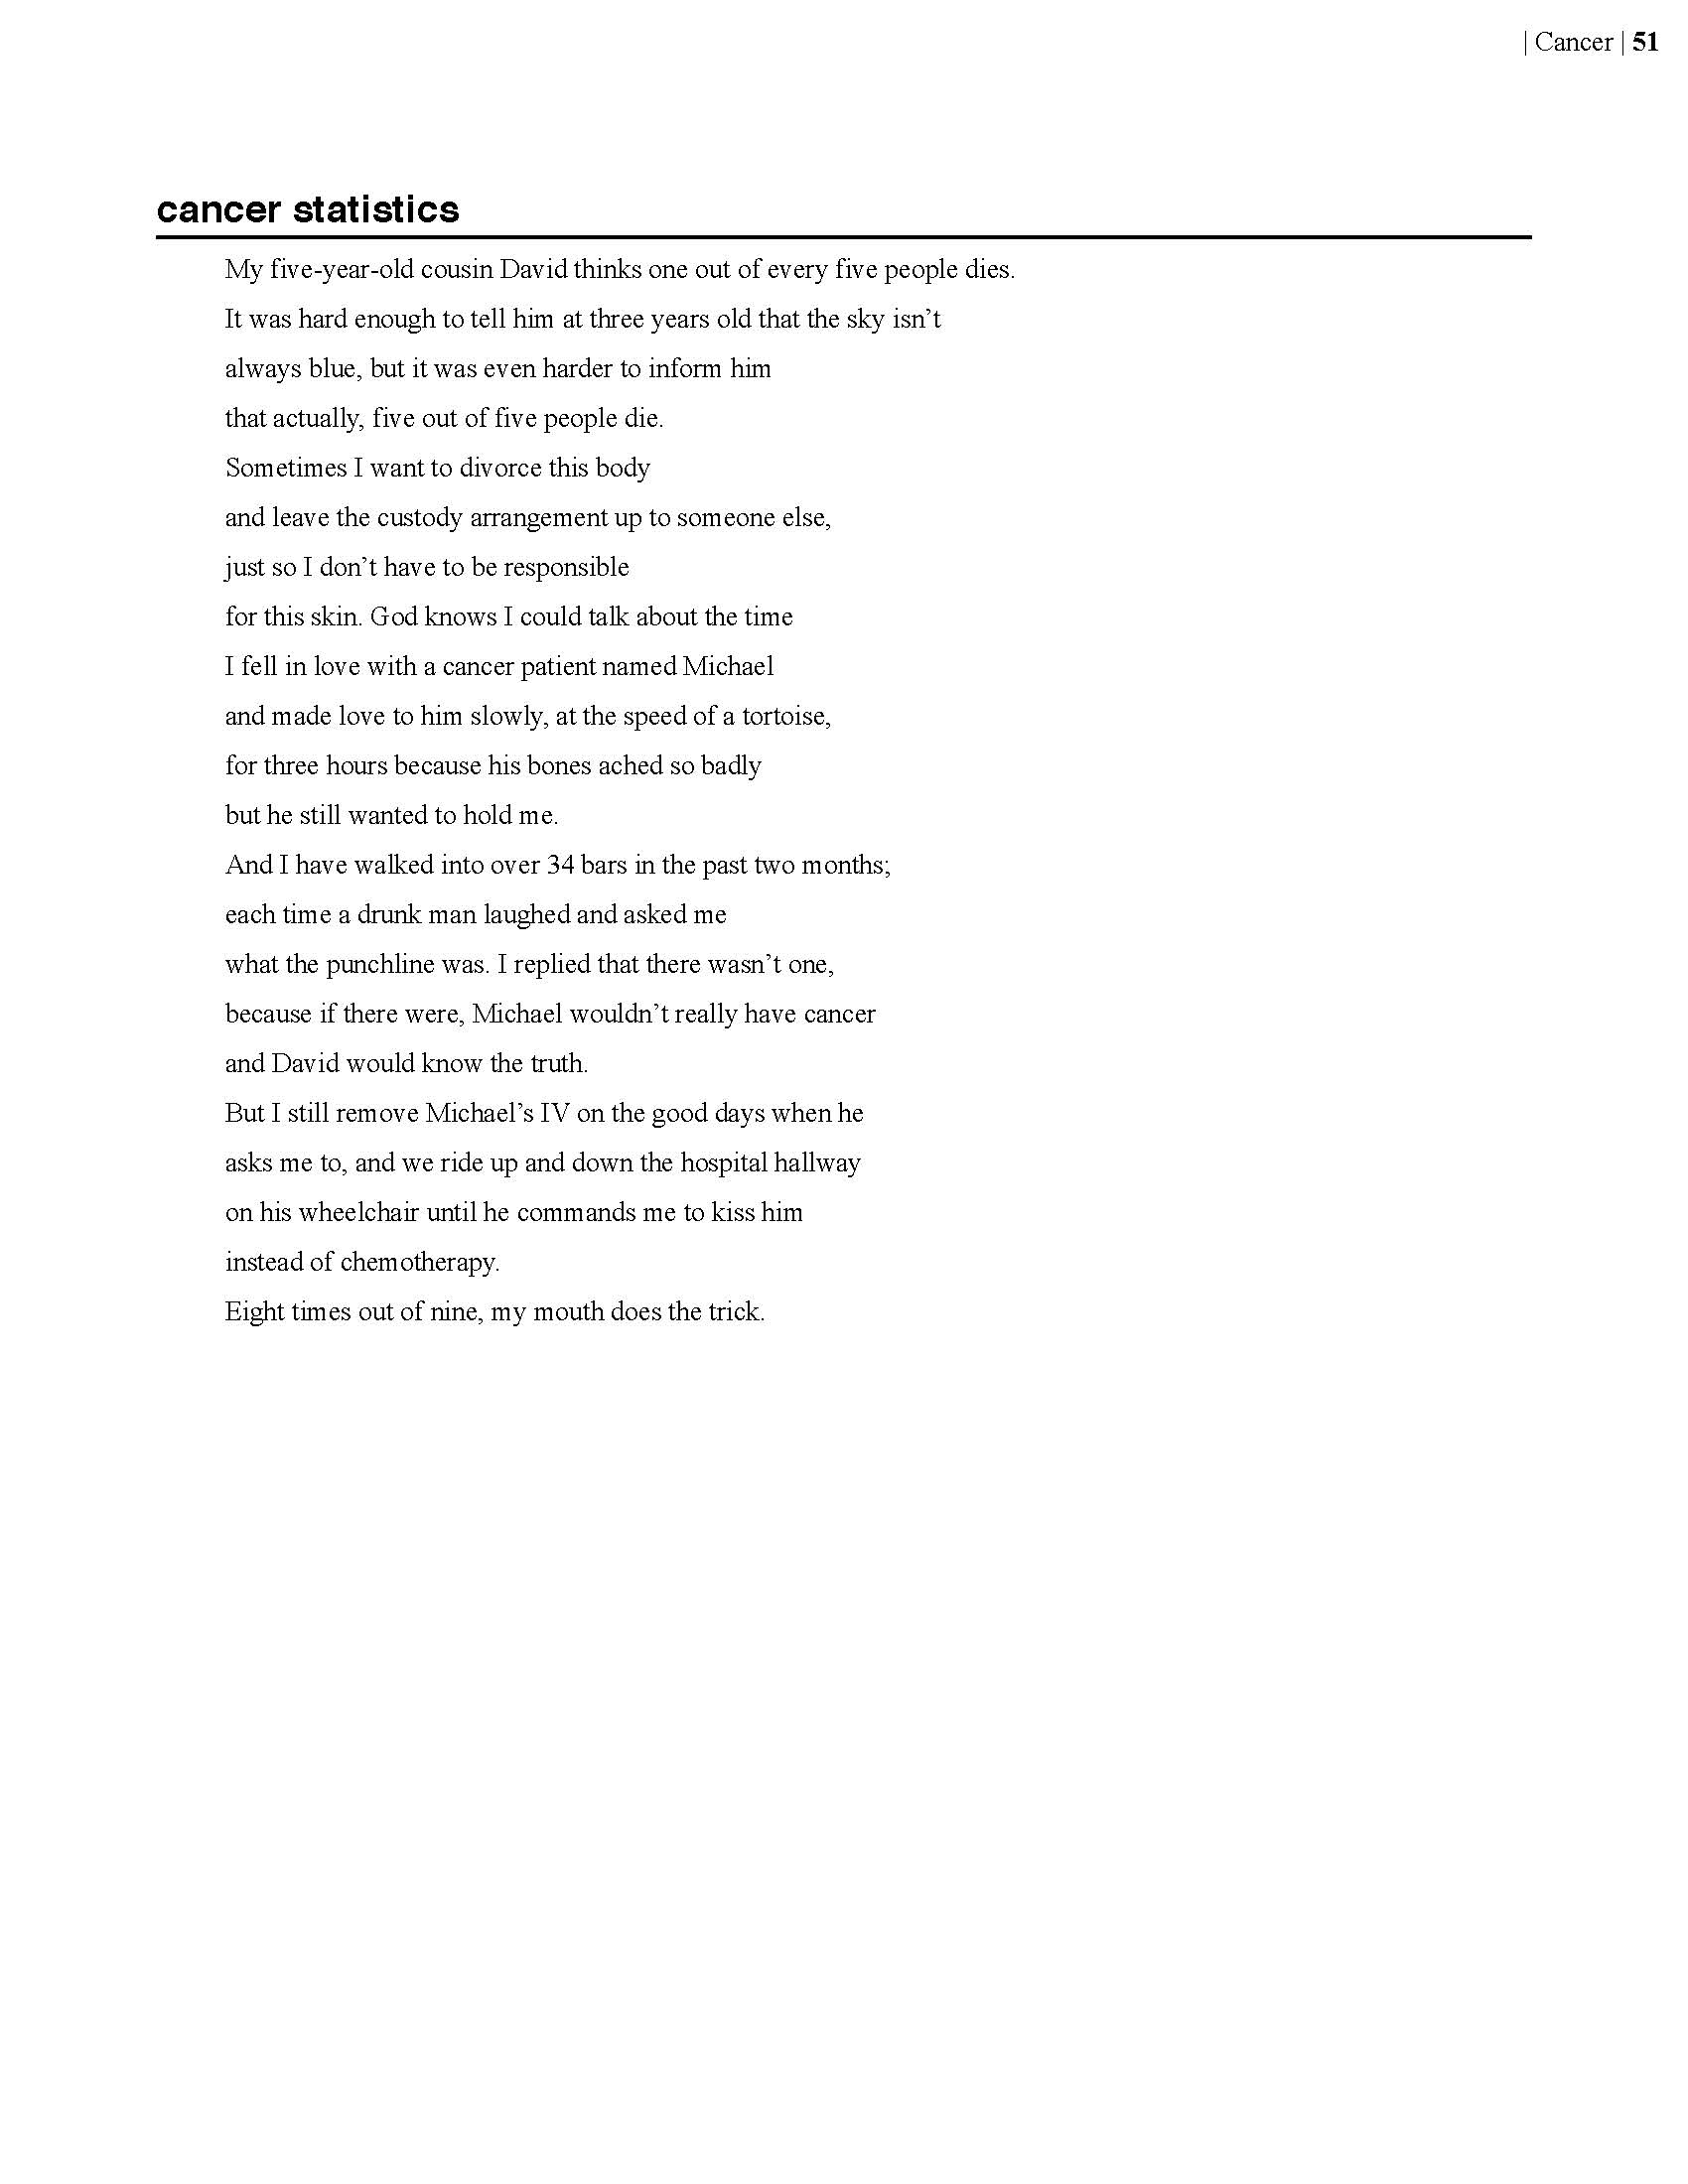 | Cancer | 51
cancer statistics
My five-year-old cousin David thinks one out of every five people dies.
It was hard enough to tell him at three years old that the sky isn’t
always blue, but it was even harder to inform him
that actually, five out of five people die.
Sometimes I want to divorce this body
and leave the custody arrangement up to someone else,
just so I don’t have to be responsible
for this skin. God knows I could talk about the time
I fell in love with a cancer patient named Michael
and made love to him slowly, at the speed of a tortoise,
for three hours because his bones ached so badly
but he still wanted to hold me.
And I have walked into over 34 bars in the past two months;
each time a drunk man laughed and asked me
what the punchline was. I replied that there wasn’t one,
because if there were, Michael wouldn’t really have cancer
and David would know the truth.
But I still remove Michael’s IV on the good days when he
asks me to, and we ride up and down the hospital hallway
on his wheelchair until he commands me to kiss him
instead of chemotherapy.
Eight times out of nine, my mouth does the trick.